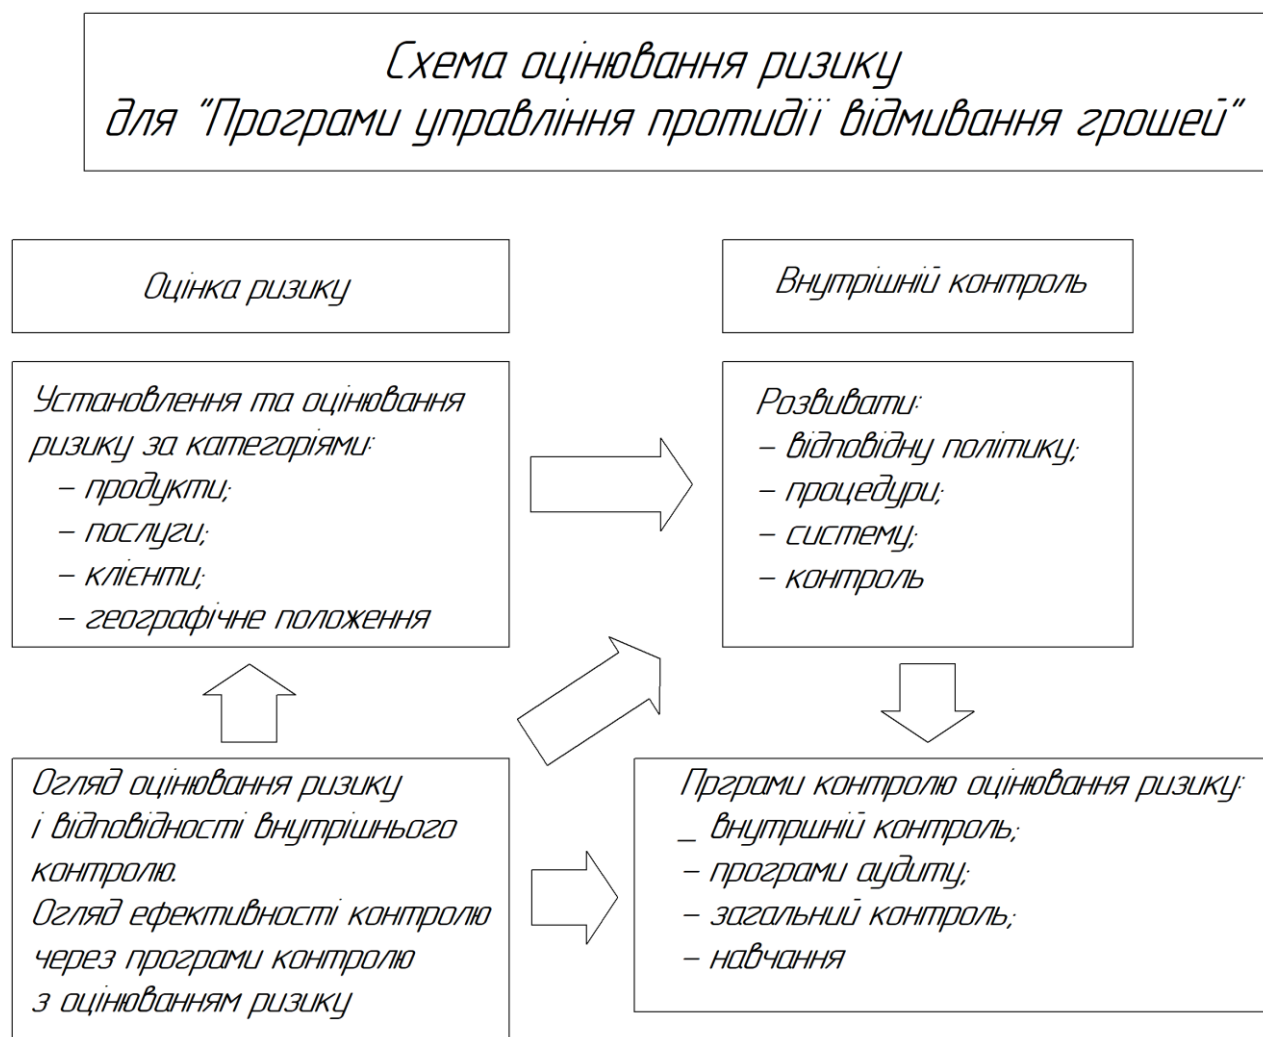 Схема оцінювання ризику
для "Програми управління протидії відмивання грошей"
Оцінка ризику
Внутрішній контроль
Установлення та оцінювання
ризику за категоріями:
– продукти;
– послуги;
– клієнти;
– географічне положення
Розвивати:
– відповідну політику;
– процедури;
– систему;
– контроль
Огляд оцінювання ризику
і відповідності внутрішнього
контролю.
Огляд ефективності контролю
через програми контролю
з оцінюванням ризику
Прграми контролю оцінювання ризику:
_ внутршній контроль;
– програми аудиту;
– загальний контроль;
– навчання